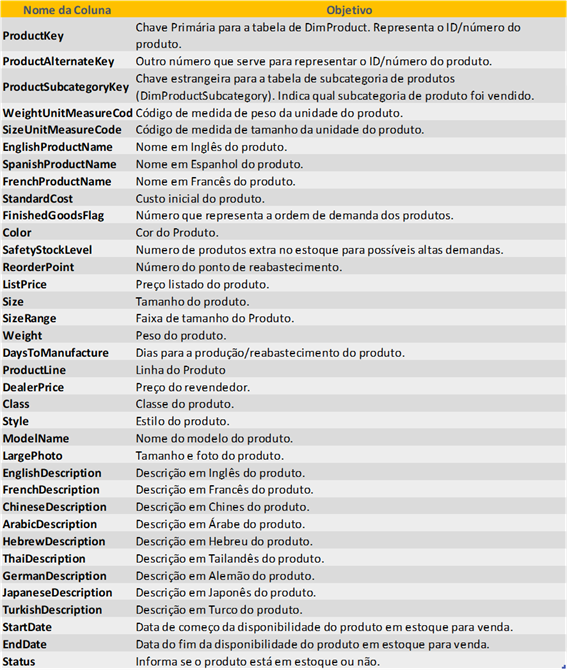 Nome da Coluna Objetivo
ProductKey Chave Primária para a tabela de DimProduct. Representa o ID/número do
produto.
ProductAlternateKey Outro número que serve para representar o ID/número do produto.
ProductSubcategoryKey Chave estrangeira para a tabela de subcategoria de produtos
(DimProductSubcategory). Indica qual subcategoria de produto foi vendido.
WeightUnitMeasureCod Código de medida de peso da unidade do produto.
SizeUnitMeasureCode Código de medida de tamanho da unidade do produto.
EnglishProductName Nome em Inglês do produto.
SpanishProductName Nome em Espanhol do produto.
FrenchProductName Nome em Francês do produto.
StandardCost Custo inicial do produto.
FinishedGoodsFlag Número que representa a ordem de demanda dos produtos.
Color Cor do Produto.
SafetyStockLevel Numero de produtos extra no estoque para possíveis altas demandas.
ReorderPoint Número do ponto de reabastecimento.
ListPrice Preço listado do produto.
Size Tamanho do produto.
SizeRange Faixa de tamanho do Produto.
Weight Peso do produto.
DaysToManufacture Dias para a produção/reabastecimento do produto.
ProductLine Linha do Produto
DealerPrice Preço do revendedor.
Class Classe do produto.
Style Estilo do produto.
ModelName Nome do modelo do produto.
LargePhoto Tamanho e foto do produto.
EnglishDescription Descrição em Inglês do produto.
FrenchDescription Descrição em Francês do produto.
ChineseDescription Descrição em Chines do produto.
ArabicDescription Descrição em Árabe do produto.
HebrewDescription Descrição em Hebreu do produto.
ThaiDescription Descrição em Tailandês do produto.
GermanDescription Descrição em Alemão do produto.
JapaneseDescription Descrição em Japonês do produto.
TurkishDescription Descrição em Turco do produto.
StartDate Data de começo da disponibilidade do produto em estoque para venda.
EndDate Data do fim da disponibilidade do produto em estoque para venda.
Status Informa se o produto está em estoque ou não.